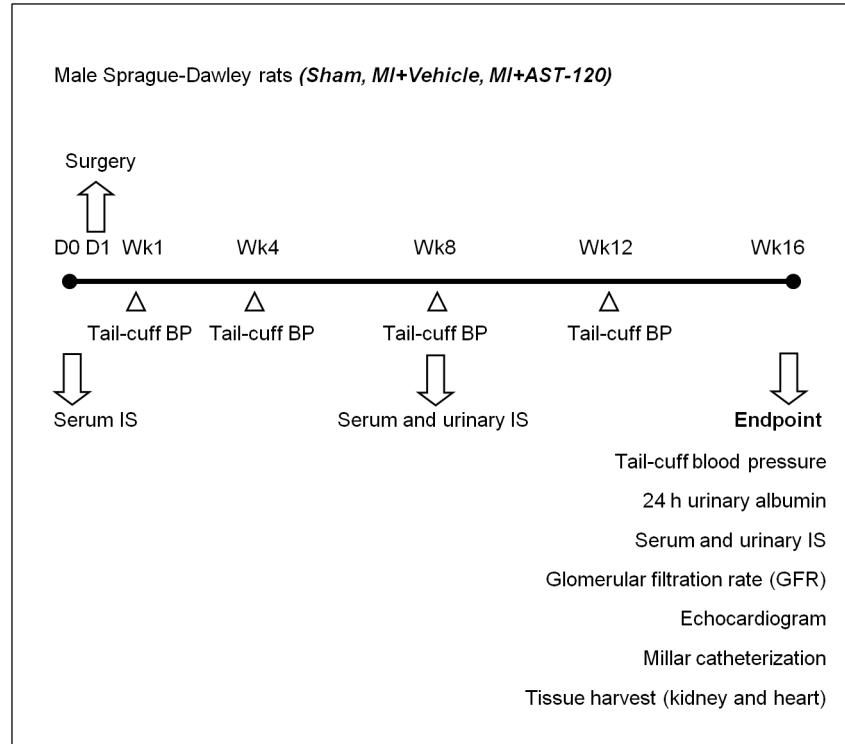 Male Sprague-Dawley rats (Sham, MI+Vehicle, MI+AST-120)
Surgery
D0 D1 Wk1 Wk4 Wk8 Wk12 Wk16
Tail-cuff BP Tail-cuff BP Tail-cuff BP Tail-cuff BP
Serum IS Serum and urinary IS Endpoint
Tail-cuff blood pressure
24 h urinary albumin
Serum and urinary IS
Glomerular filtration rate (GFR)
Echocardiogram
Millar catheterization
Tissue harvest (kidney and heart)